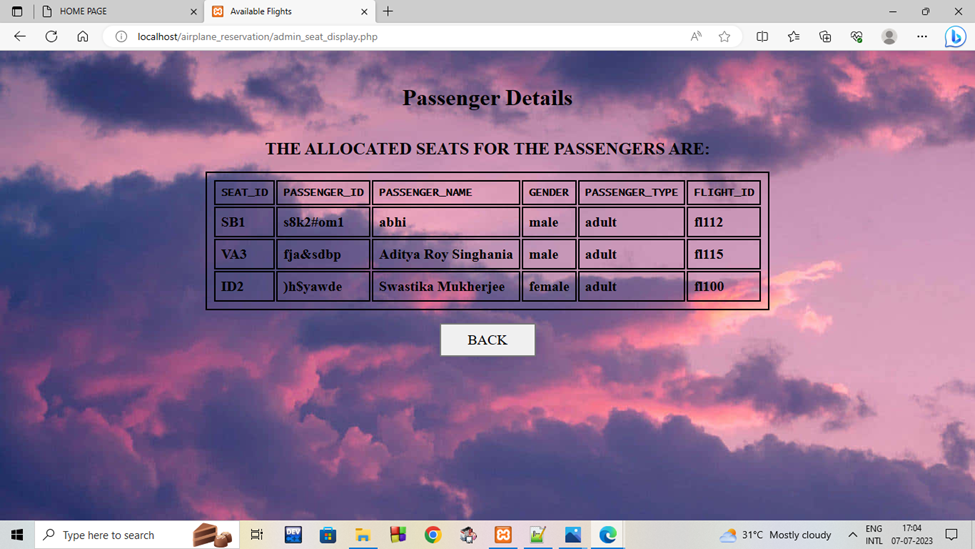 HOME PAGE
Available Flights
localhost/airplane_reservation/admin_seat_display.php
Passenger Details
THE ALLOCATED SEATS FOR THE PASSENGERS ARE:
SEAT_ID PASSENGER_ID PASSENGER_NAME GENDER PASSENGER_TYPE FLIGHT_ID
SB1 s8k2#om1 abhi male adult fl112
VA3 fja&sdbp Aditya Roy Singhania male adult fl115
ID2 )h$yawde Swastika Mukherjee female adult fl100
BACK
Type here to search
DEV
31°C Mostly cloudy
ENG
INTL
17:04
07-07-2023